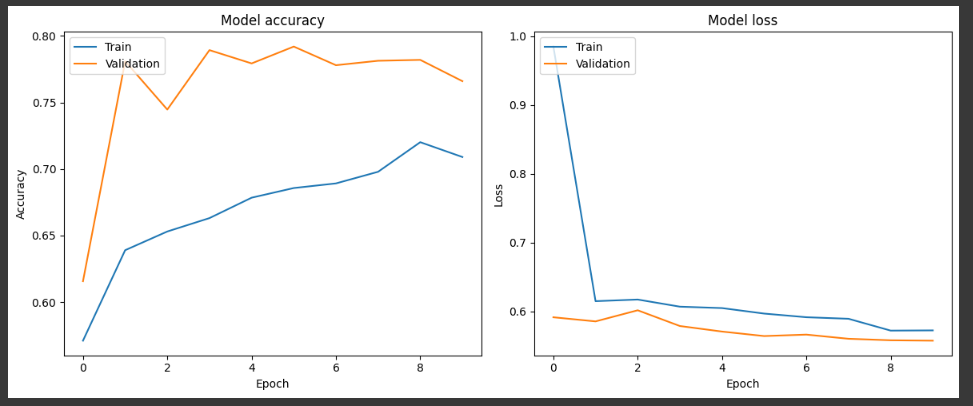 Model accuracy
Train
Validation
0.80
0.75
0.70
0.65
0.60
Accuracy
0 2 4 6 8
Epoch
Model loss
Train
Validation
1.0
0.9
0.8
0.7
0.6
Loss
0 2 4 6 8
Epoch